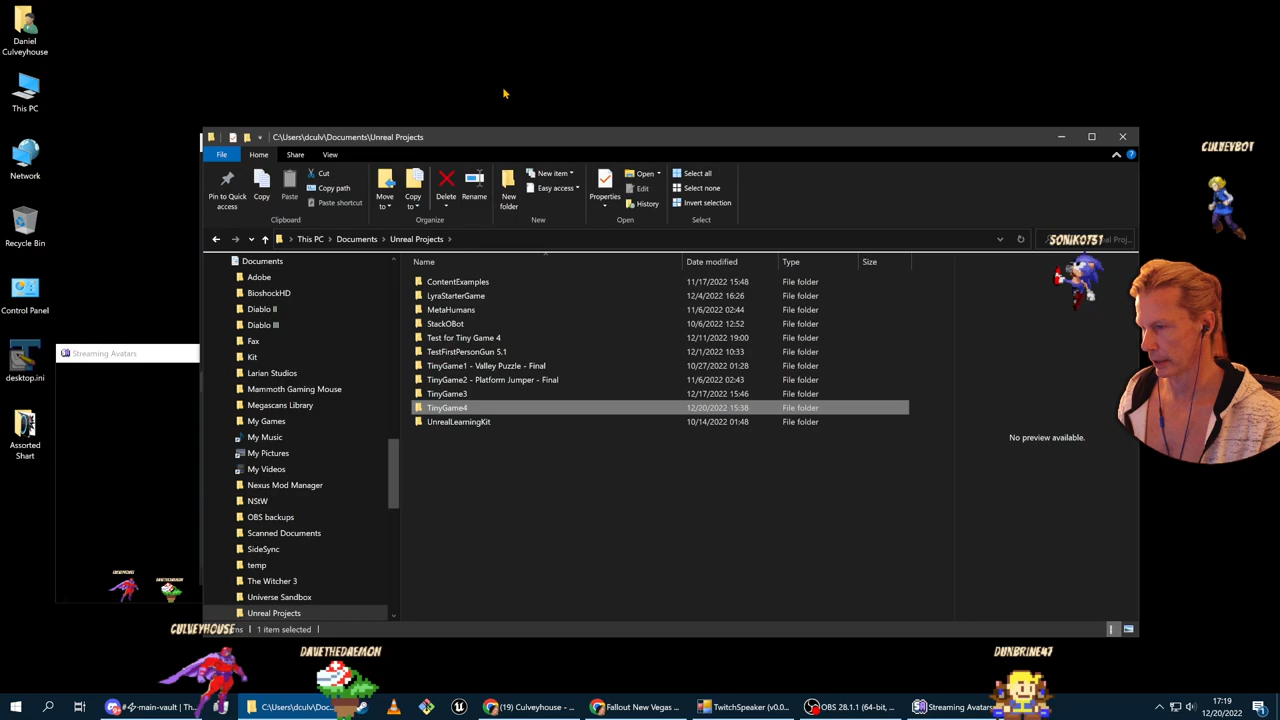 Daniel
Culveyhouse
This PC
Network
Recycle Bin
Control Panel
desktop.ini
Assorted
Shart
Streaming Avatars
C:\Users\dculv\Documents\Unreal Projects
File
Home
Share
View
Pin to Quick
access
Copy
Paste
Cut
Copy path
Paste shortcut
Clipboard
Move
to
Copy
to
Delete
Rename
Organize
New
folder
New item
Easy access
New
Properties
Open
Edit
History
Open
Select all
Select none
Invert selection
Select
This PC
Documents
Unreal Projects
Documents
Adobe
BioshockHD
Diablo II
Diablo III
Fax
Kit
Larian Studios
Mammoth Gaming Mouse
Megascans Library
My Games
My Music
My Pictures
My Videos
Nexus Mod Manager
NStW
OBS backups
Scanned Documents
SideSync
temp
The Witcher 3
Universe Sandbox
Unreal Projects
Name Date modified Type Size
ContentExamples 11/17/2022 15:48 File folder
LyraStarterGame 12/4/2022 16:26 File folder
MetaHumans 11/6/2022 02:44 File folder
StackOBot 10/6/2022 12:52 File folder
Test for Tiny Game 4 12/11/2022 19:00 File folder
TestFirstPersonGun 5.1 12/1/2022 10:33 File folder
TinyGame1 - Valley Puzzle - Final 10/27/2022 01:28 File folder
TinyGame2 - Platform Jumper - Final 11/6/2022 02:43 File folder
TinyGame3 12/17/2022 15:46 File folder
TinyGame4 12/20/2022 15:38 File folder
UnrealLearningKit 10/14/2022 01:48 File folder
No preview available.
1 item selected
CULVEYBOT
SONIK0731
CULVEYHOUSE
DAVETHEDAEMON
CULVEYHOUSE
DAVETHEDAEMON
DUNBRINE47
#⚡-main-vault | Th...
C:\Users\dculv\Doc...
(19) Culveyhouse - ...
Fallout New Vegas ...
TwitchSpeaker (v0.0...
OBS 28.1.1 (64-bit, ...
Streaming Avatars
17:19
12/20/2022